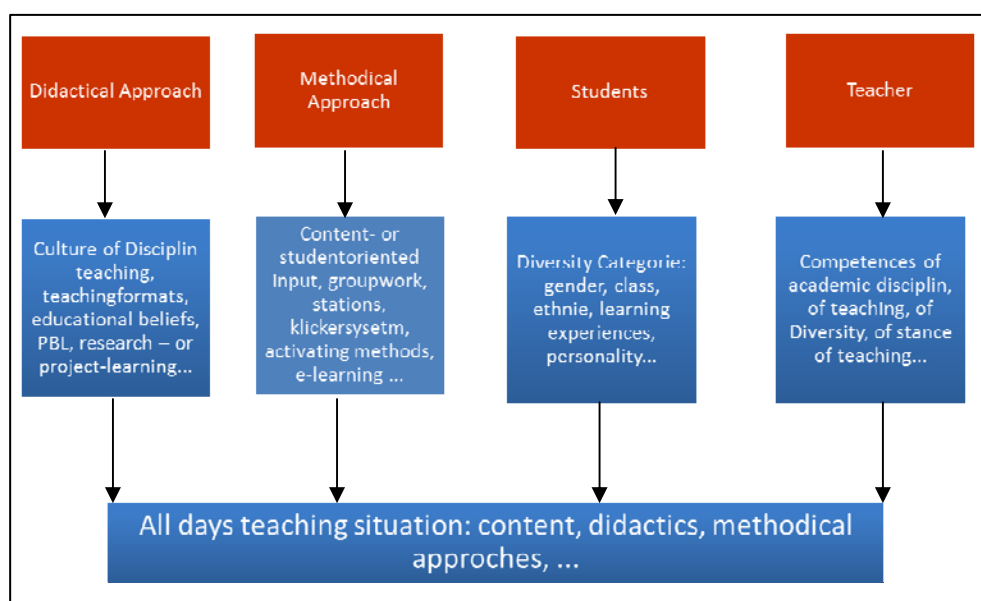 Didactical Approach
Methodical
Approach
Students
Teacher
Culture of Disciplin
teaching,
teachingformats,
educational beliefs,
PBL, research – or
project-learning...
Content- or
studentoriented
Input, groupwork,
stations,
klickersysetm,
activating methods,
e-learning ...
Diversity Categorie:
gender, class,
ethnie, learning
experiences,
personality...
Competences of
academic disciplin,
of teaching, of
Diversity, of stance
of teaching...
All days teaching situation: content, didactics, methodical
approches, ...